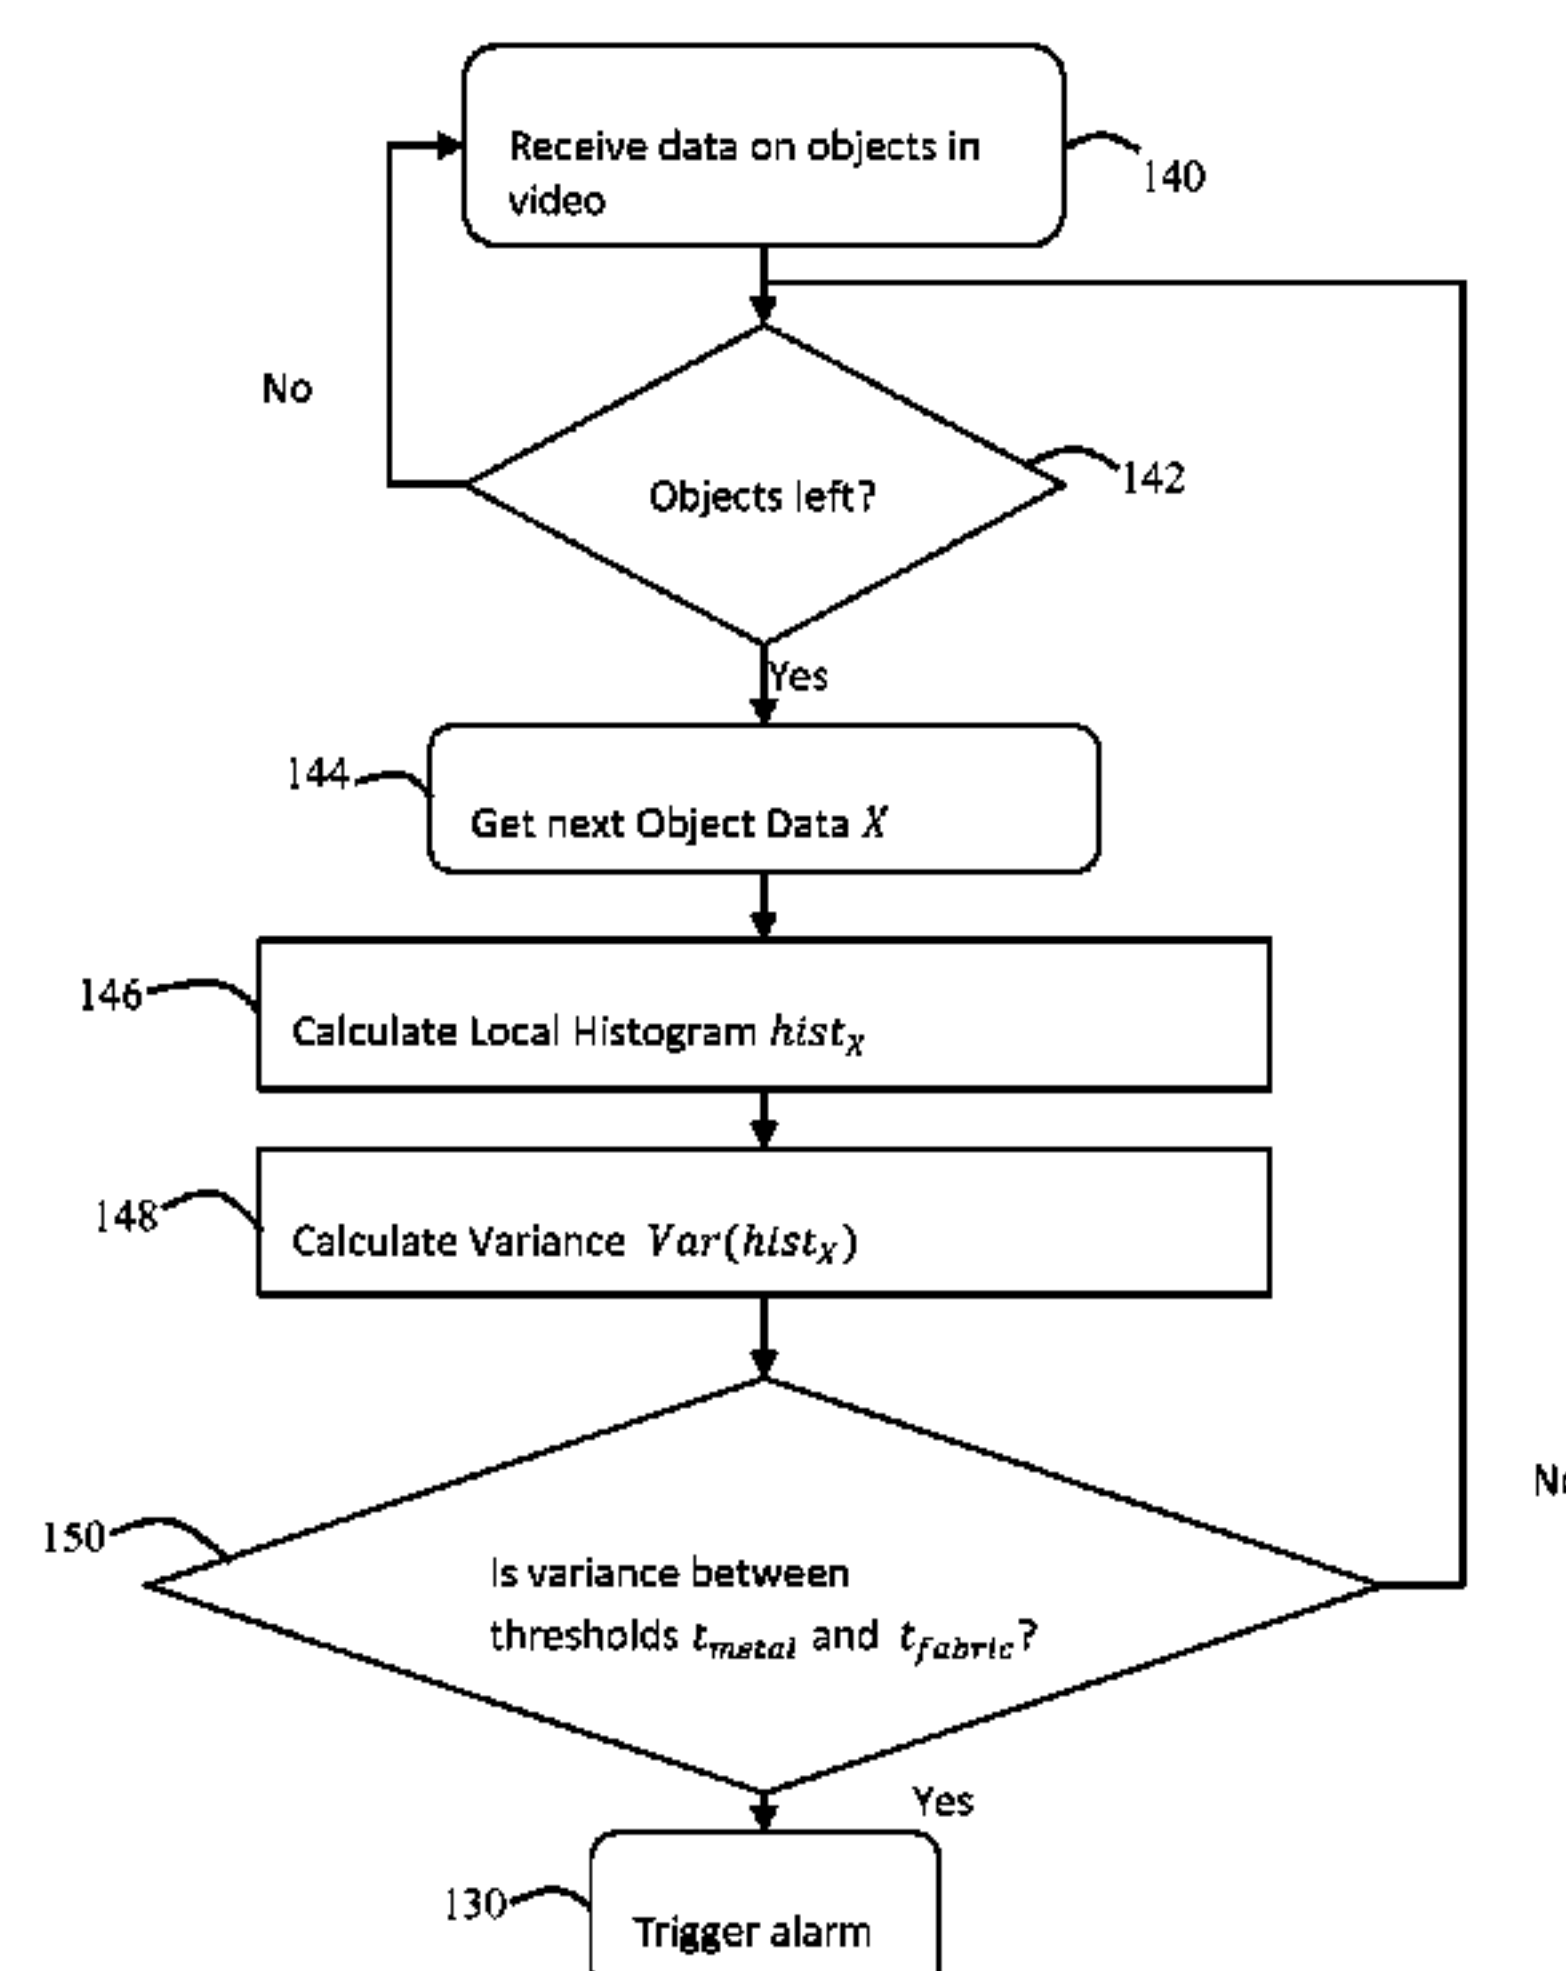 Receive data on objects in
video
140
No
Objects left?
142
Yes
144
Get next Object Data X
146
Calculate Local Histogram hist_X
148
Calculate Variance Var(hist_X)
No
150
Is variance between
thresholds t_metal and t_fabric?
Yes
130
Trigger alarm